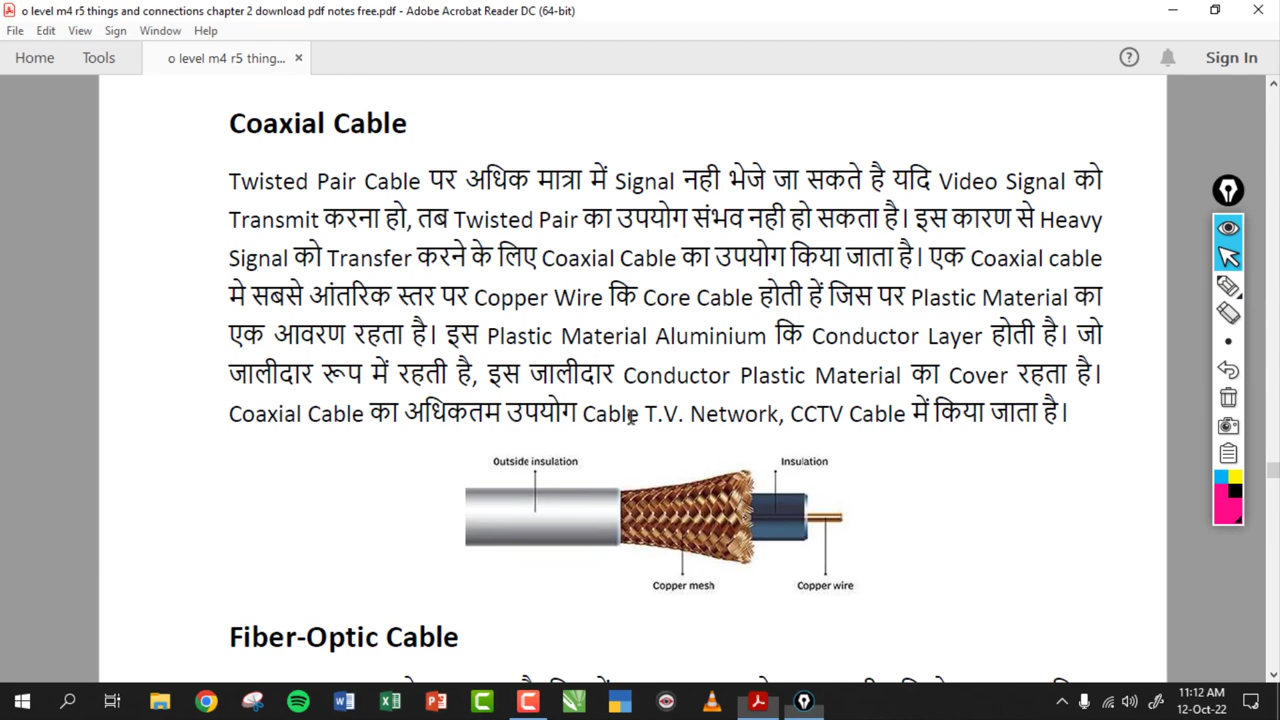 o level m4 r5 things and connections chapter 2 download pdf notes free.pdf - Adobe Acrobat Reader DC (64-bit)
File Edit View Sign Window Help
Home Tools o level m4 r5 thing... × Sign In
Coaxial Cable
Twisted Pair Cable पर अधिक मात्रा में Signal नही भेजे जा सकते है यदि Video Signal को
Transmit करना हो, तब Twisted Pair का उपयोग संभव नही हो सकता है। इस कारण से Heavy
Signal को Transfer करने के लिए Coaxial Cable का उपयोग किया जाता है। एक Coaxial cable
मे सबसे आंतरिक स्तर पर Copper Wire कि Core Cable होती हें जिस पर Plastic Material का
एक आवरण रहता है। इस Plastic Material Aluminium कि Conductor Layer होती है। जो
जालीदार रूप में रहती है, इस जालीदार Conductor Plastic Material का Cover रहता है।
Coaxial Cable का अधिकतम उपयोग Cable T.V. Network, CCTV Cable में किया जाता है।
Outside insulation Insulation
Copper mesh Copper wire
Fiber-Optic Cable
11:12 AM
12-Oct-22